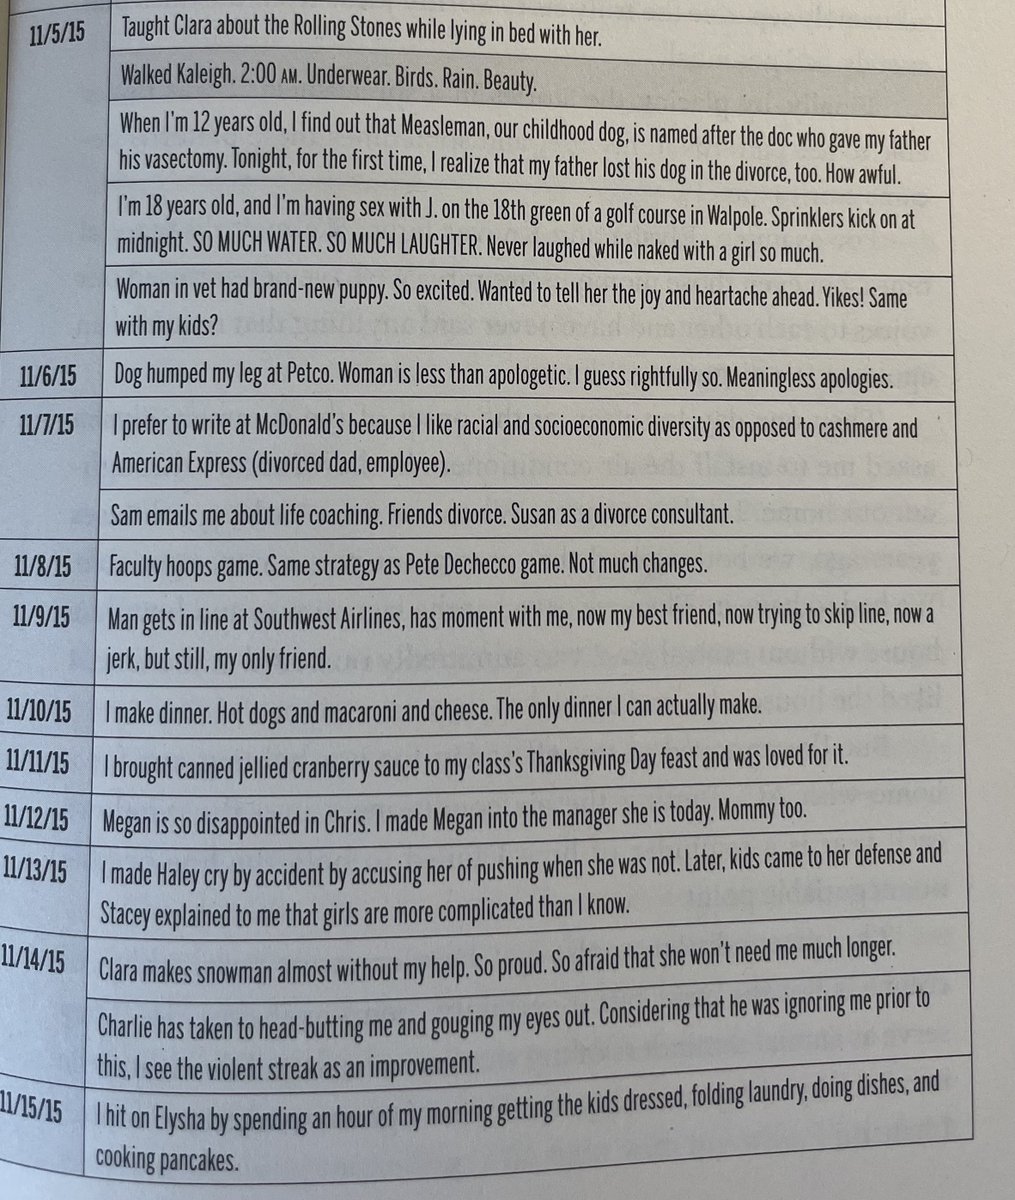 11/5/15
Taught Clara about the Rolling Stones while lying in bed with her.
Walked Kaleigh. 2:00 AM. Underwear. Birds. Rain. Beauty.
When I'm 12 years old, I find out that Measleman, our childhood dog, is named after the doc who gave my father
his vasectomy. Tonight, for the first time, I realize that my father lost his dog in the divorce, too. How awful.
I'm 18 years old, and I'm having sex with J. on the 18th green of a golf course in Walpole. Sprinklers kick on at
midnight. SO MUCH WATER. SO MUCH LAUGHTER. Never laughed while naked with a girl so much.
Woman in vet had brand-new puppy. So excited. Wanted to tell her the joy and heartache ahead. Yikes! Same
with my kids?
11/6/15
Dog humped my leg at Petco. Woman is less than apologetic. I guess rightfully so. Meaningless apologies.
11/7/15
I prefer to write at McDonald's because I like racial and socioeconomic diversity as opposed to cashmere and
American Express (divorced dad, employee).
Sam emails me about life coaching. Friends divorce. Susan as a divorce consultant.
11/8/15
Faculty hoops game. Same strategy as Pete Dechecco game. Not much changes.
11/9/15
Man gets in line at Southwest Airlines, has moment with me, now my best friend, now trying to skip line, now a
jerk, but still, my only friend.
11/10/15
I make dinner. Hot dogs and macaroni and cheese. The only dinner I can actually make.
11/11/15
I brought canned jellied cranberry sauce to my class's Thanksgiving Day feast and was loved for it.
11/12/15
Megan is so disappointed in Chris. I made Megan into the manager she is today. Mommy too.
11/13/15
I made Haley cry by accident by accusing her of pushing when she was not. Later, kids came to her defense and
Stacey explained to me that girls are more complicated than I know.
11/14/15
Clara makes snowman almost without my help. So proud. So afraid that she won't need me much longer.
Charlie has taken to head-butting me and gouging my eyes out. Considering that he was ignoring me prior to
this, I see the violent streak as an improvement.
11/15/15
I hit on Elysha by spending an hour of my morning getting the kids dressed, folding laundry, doing dishes, and
cooking pancakes.